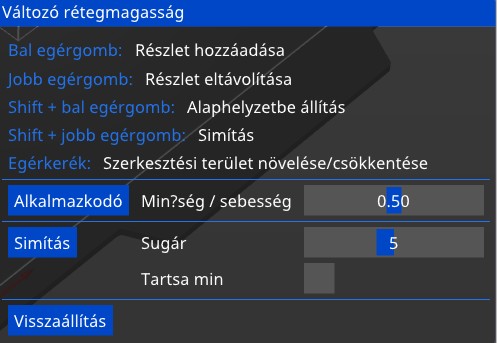 Változó rétegmagasság
Bal egérgomb: Részlet hozzáadása
Jobb egérgomb: Részlet eltávolítása
Shift + bal egérgomb: Alaphelyzetbe állítás
Shift + jobb egérgomb: Simítás
Egérkerék: Szerkesztési terület növelése/csökkentése
Alkalmazkodó Min?ség / sebesség 0.50
Simítás Sugár 5
Tartsa min
Visszaállítás